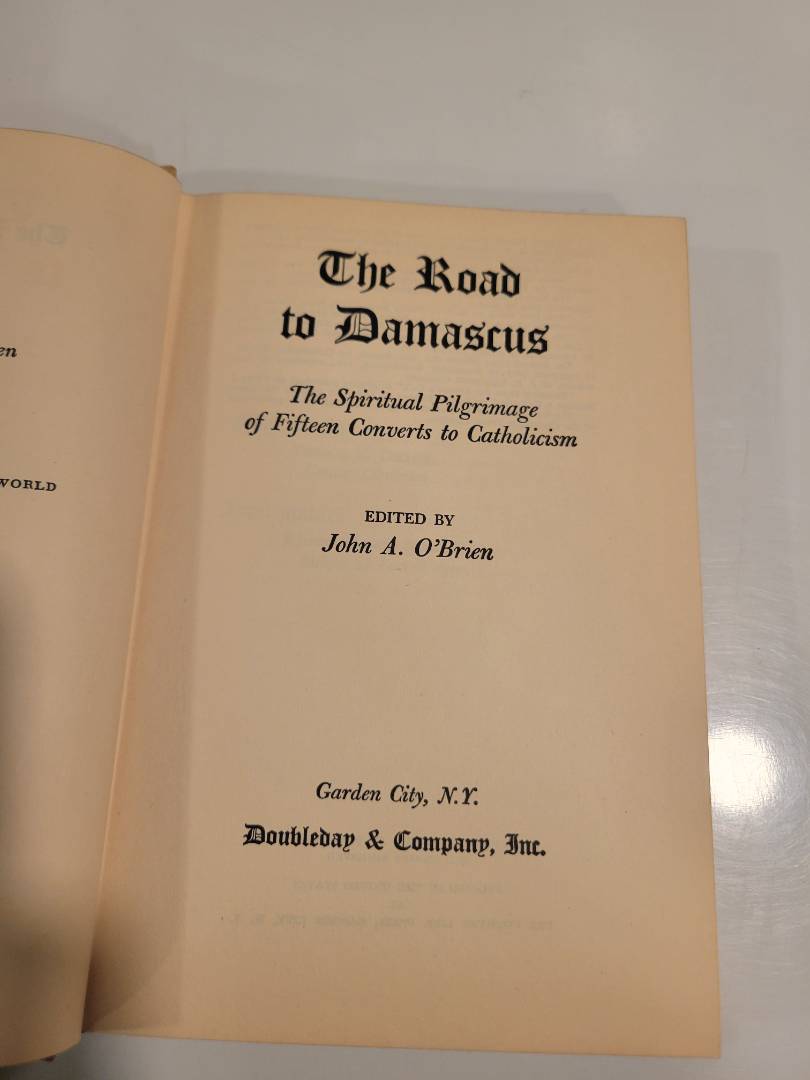 en
WORLD
The Road
to Damascus
The Spiritual Pilgrimage
of Fifteen Converts to Catholicism
EDITED BY
John A. O'Brien
Garden City, N.Y.
Doubleday & Company, Inc.